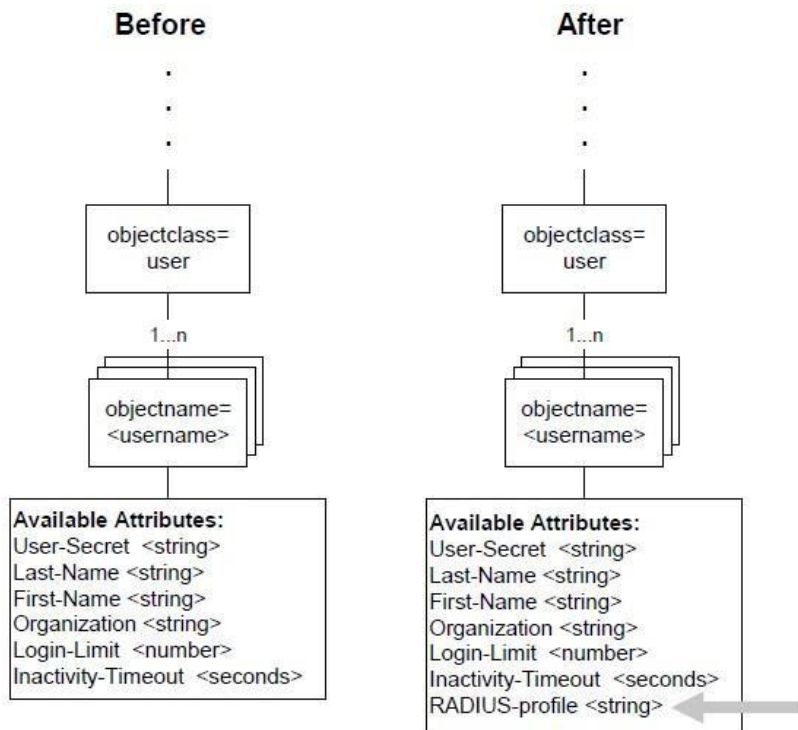 Before
objectclass=
user
1...n
objectname=
<username>
Available Attributes:
User-Secret <string>
Last-Name <string>
First-Name <string>
Organization <string>
Login-Limit <number>
Inactivity-Timeout <seconds>
After
objectclass=
user
1...n
objectname=
<username>
Available Attributes:
User-Secret <string>
Last-Name <string>
First-Name <string>
Organization <string>
Login-Limit <number>
Inactivity-Timeout <seconds>
RADIUS-profile <string>